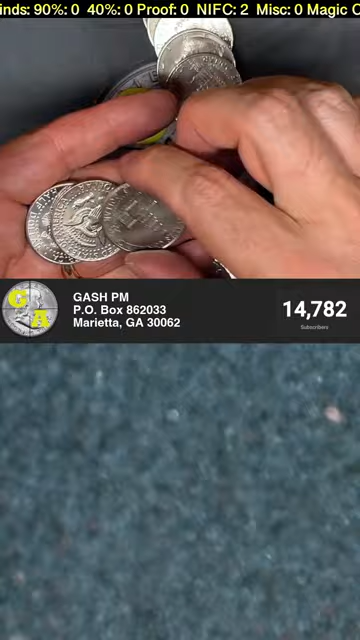 inds: 90%: 0 40%: 0 Proof: 0 NIFC: 2 Misc: 0 Magic C
GA
GASH PM
P.O. Box 862033
Marietta, GA 30062
14,782
Subscribers